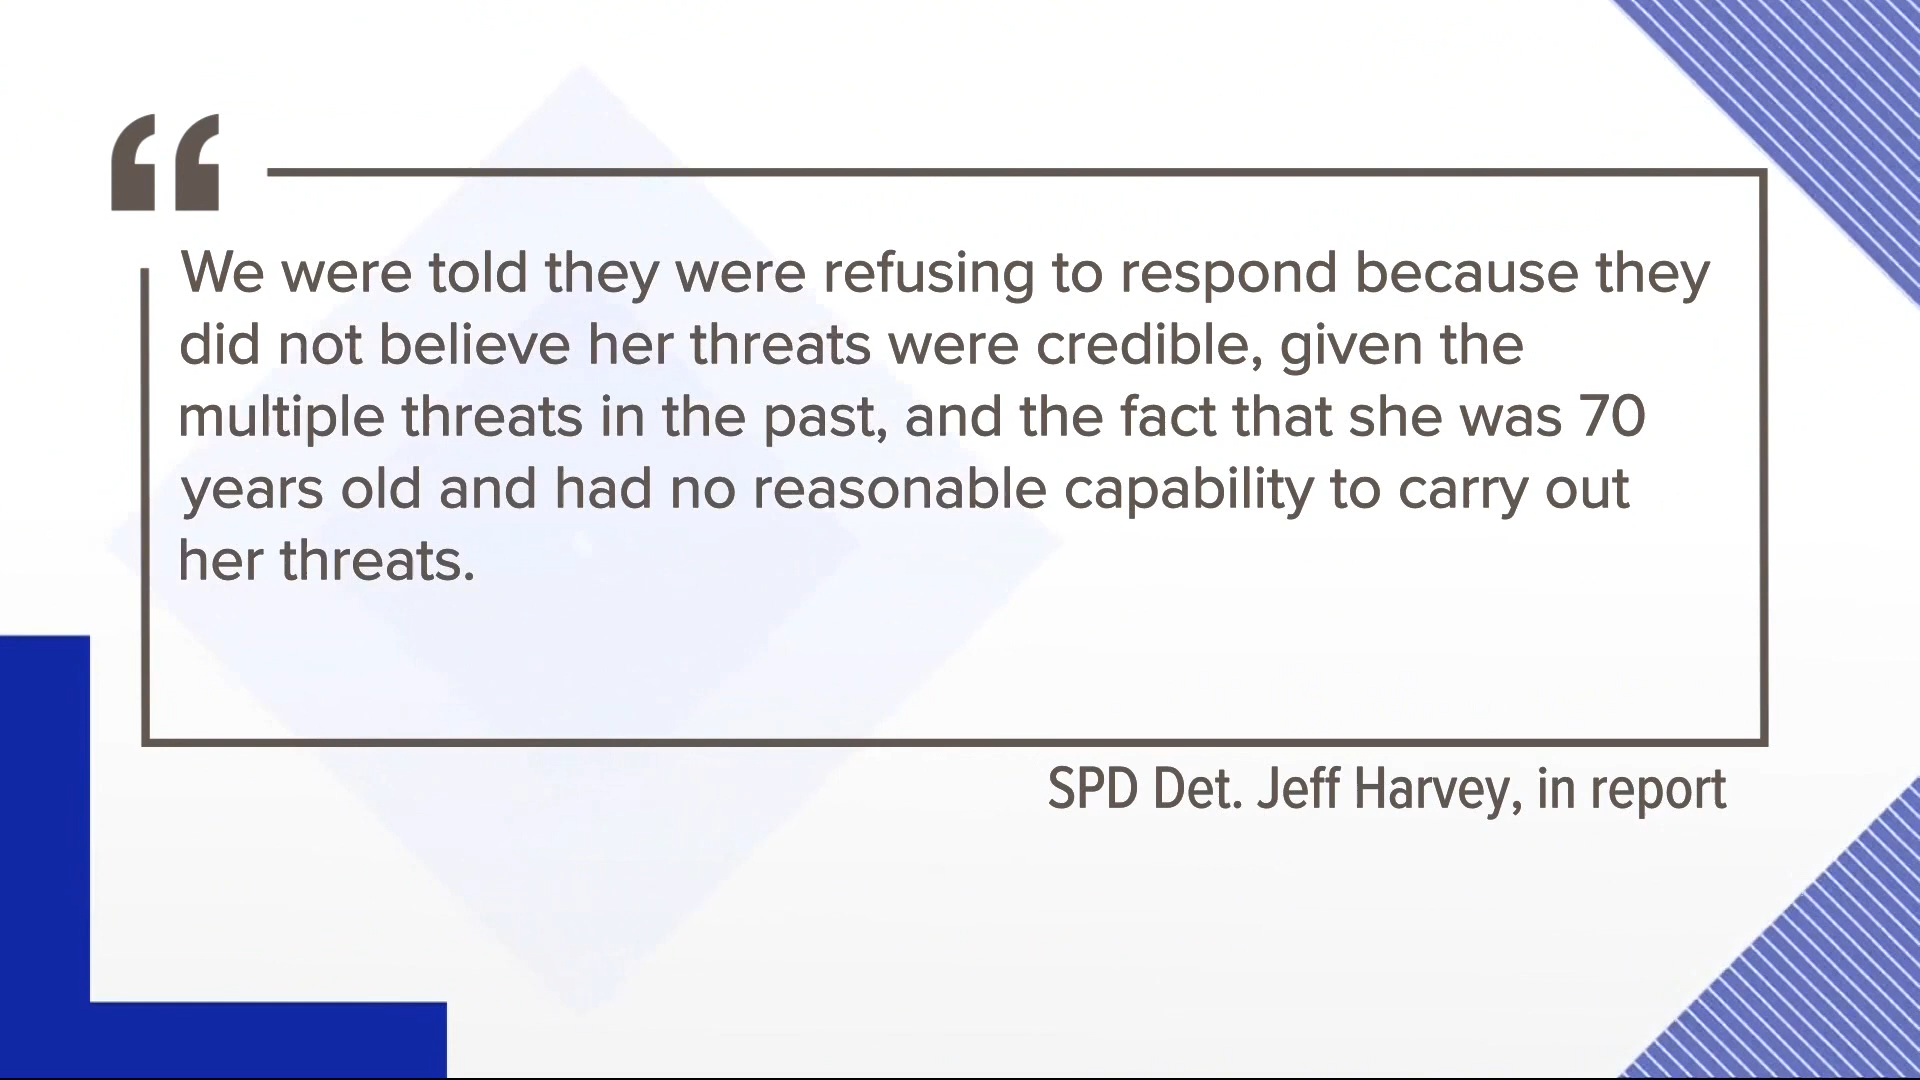 “
We were told they were refusing to respond because they
did not believe her threats were credible, given the
multiple threats in the past, and the fact that she was 70
years old and had no reasonable capability to carry out
her threats.
SPD Det. Jeff Harvey, in report